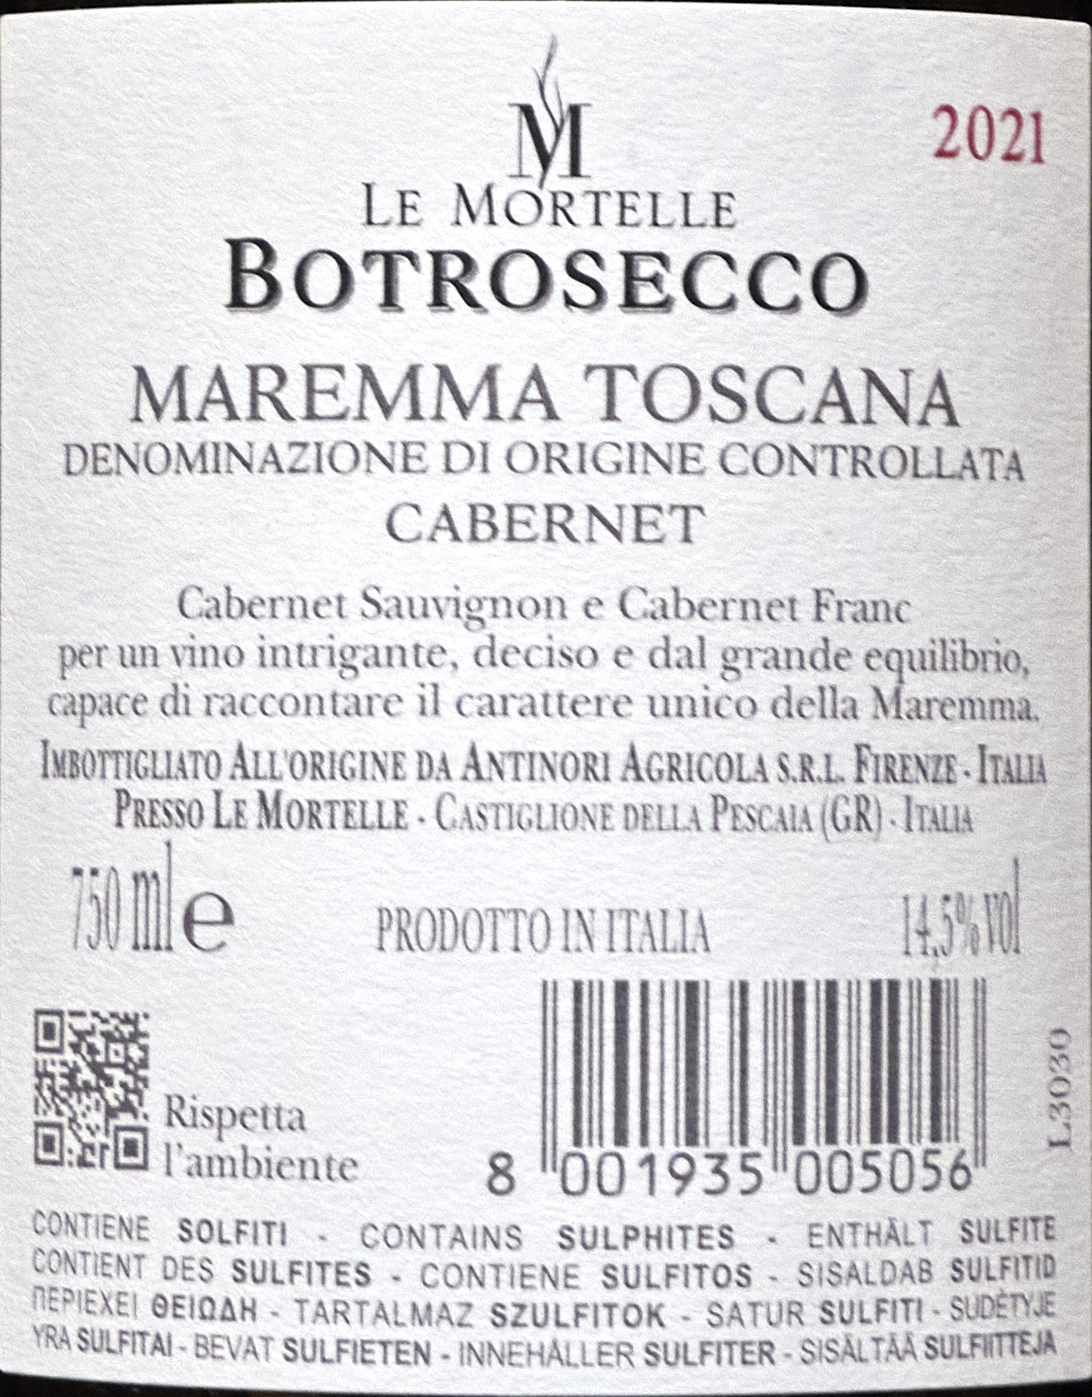 M
2021
LE MORTELLE
BOTROSECCO
MAREMMA TOSCANA
DENOMINAZIONE DI ORIGINE CONTROLLATA
CABERNET
Cabernet Sauvignon e Cabernet Franc
per un vino intrigante, deciso e dal grande equilibrio,
capace di raccontare il carattere unico della Maremma.
IMBOTTIGLIATO ALL'ORIGINE DA ANTINORI AGRICOLA S.R.L. FIRENZE - ITALIA
PRESSO LE MORTELLE - CASTIGLIONE DELLA PESCAIA (GR) - ITALIA
750 ml e PRODOTTO IN ITALIA 14,5% vol
Rispetta
l'ambiente
L3030
8 001935 005056
CONTIENE SOLFITI - CONTAINS SULPHITES - ENTHÄLT SULFITE
CONTIENT DES SULFITES - CONTIENE SULFITOS - SISALDAB SULFITID
ΠΕΡΙΕΧΕΙ ΘΕΙΩΔΗ - TARTALMAZ SZULFITOK - SATUR SULFITI - SUDĖTYJE
YRA SULFITAI - BEVAT SULFIETEN - INNEHÅLLER SULFITER - SISÄLTÄÄ SULFIITTEJA